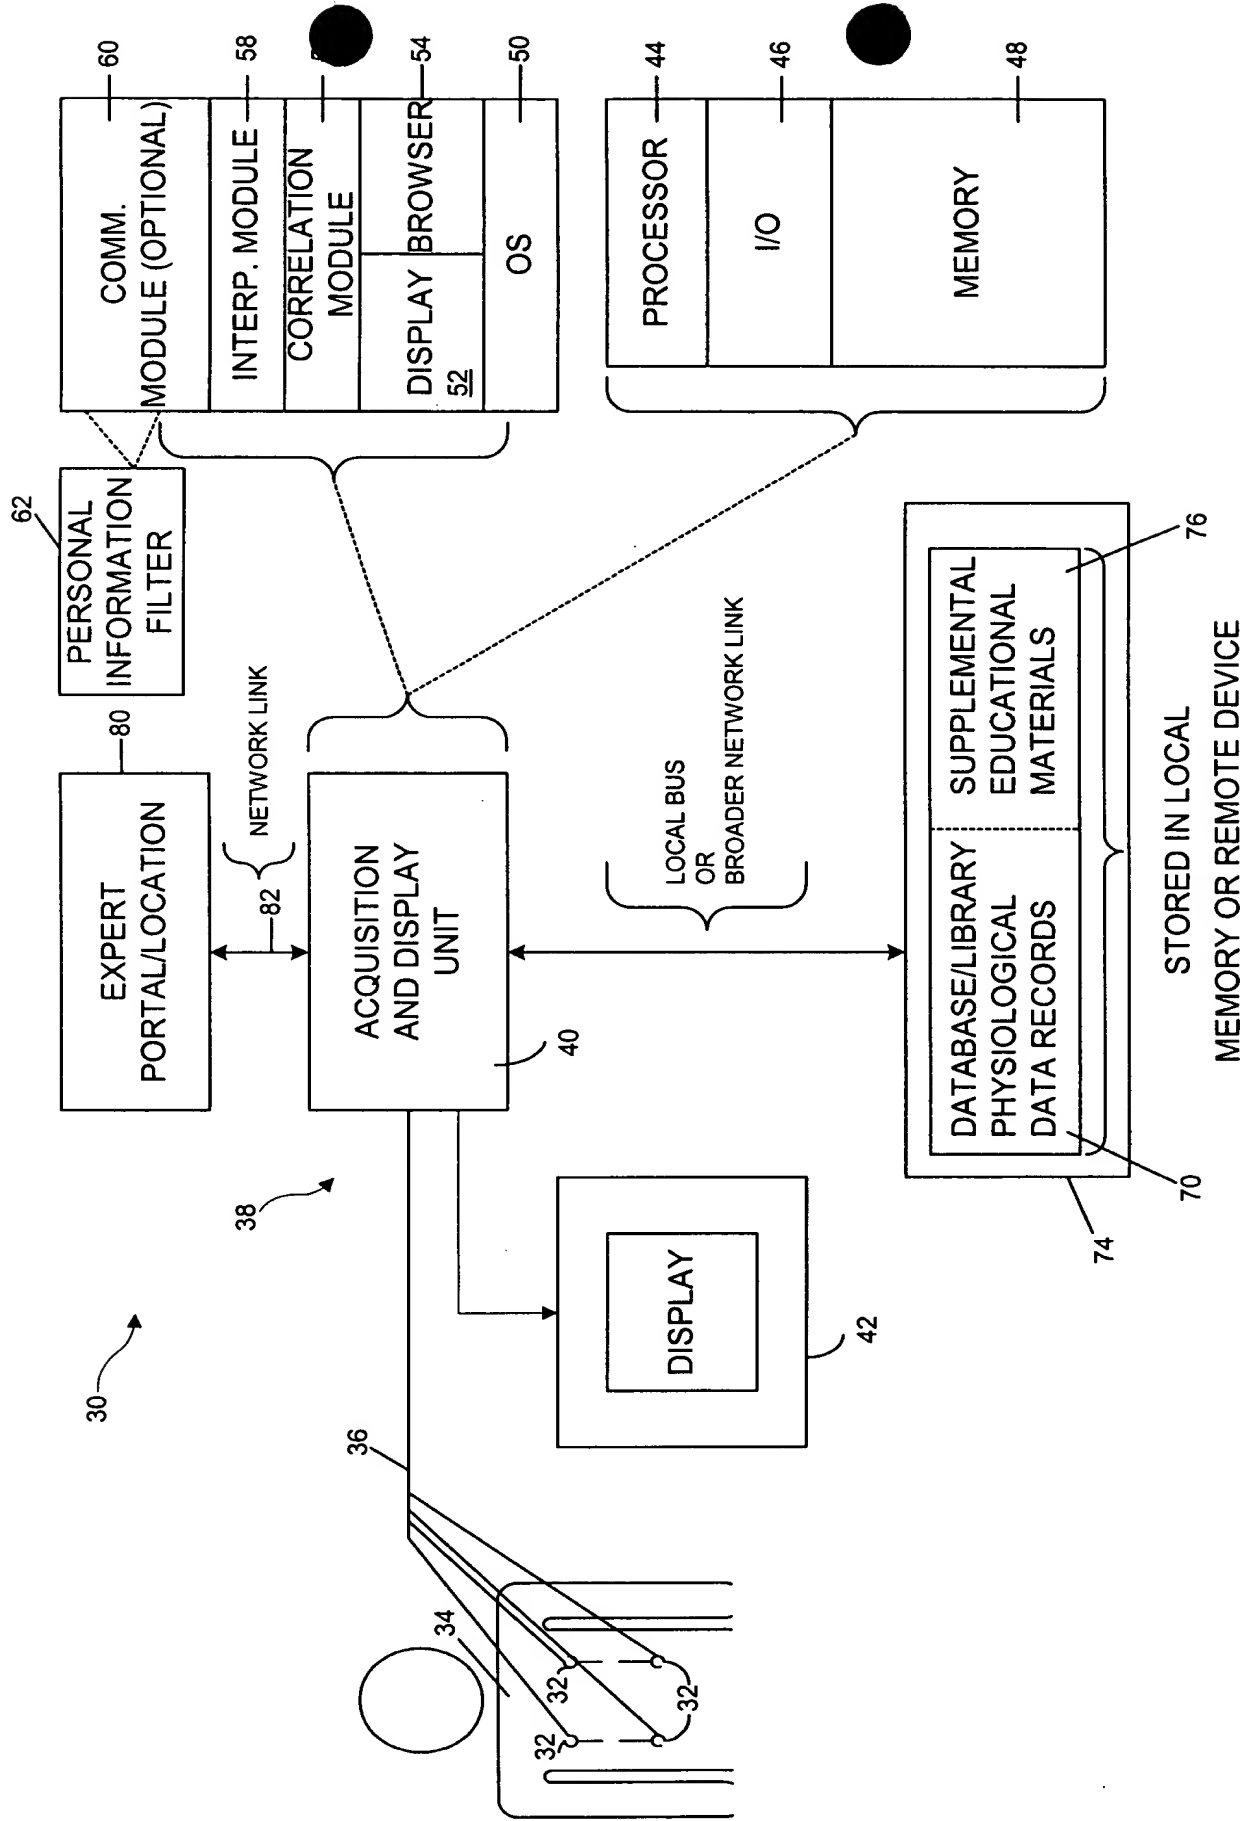 30
38
EXPERT
PORTAL/LOCATION
80
NETWORK LINK
82
PERSONAL
INFORMATION
FILTER
62
COMM.
MODULE (OPTIONAL)
60
INTERP. MODULE
58
CORRELATION
MODULE
DISPLAY
52
BROWSER
54
OS
50
ACQUISITION
AND DISPLAY
UNIT
40
36
34
32
32
32
DISPLAY
42
PROCESSOR
44
I/O
46
MEMORY
48
LOCAL BUS
OR
BROADER NETWORK LINK
DATABASE/LIBRARY
PHYSIOLOGICAL
DATA RECORDS
70
SUPPLEMENTAL
EDUCATIONAL
MATERIALS
76
74
STORED IN LOCAL
MEMORY OR REMOTE DEVICE